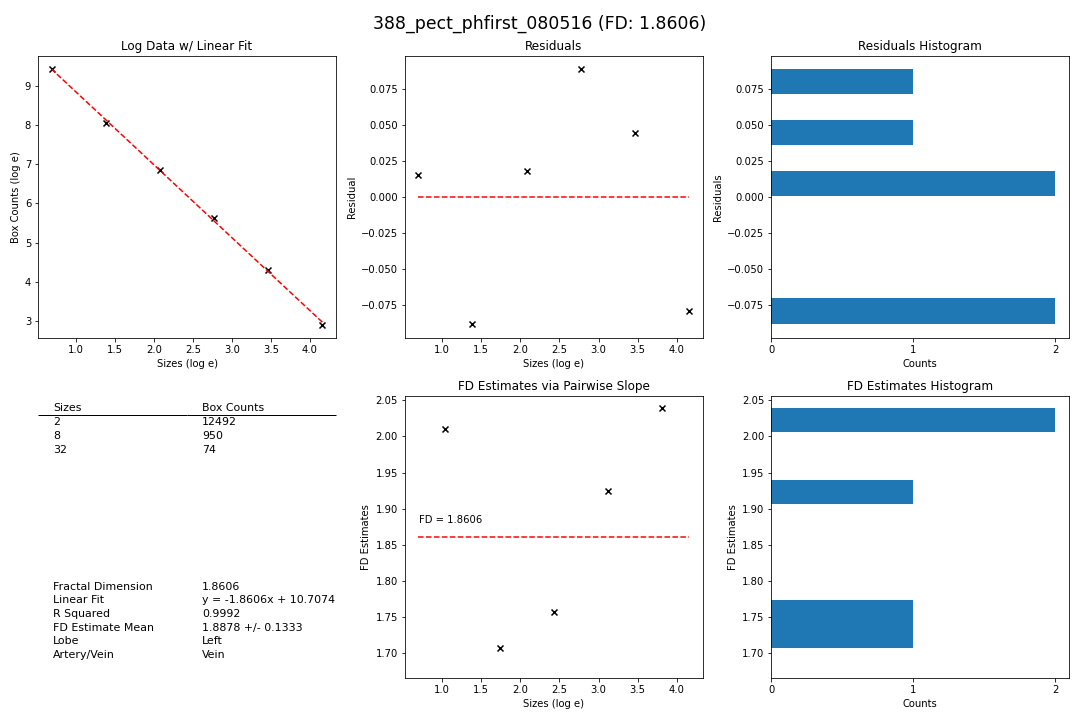 388_pect_phfirst_080516 (FD: 1.8606)
Log Data w/ Linear Fit
Box Counts (log e)
9
8
7
6
5
4
3
1.0 1.5 2.0 2.5 3.0 3.5 4.0
Sizes (log e)
Residuals
Residual
0.075
0.050
0.025
0.000
−0.025
−0.050
−0.075
1.0 1.5 2.0 2.5 3.0 3.5 4.0
Sizes (log e)
Residuals Histogram
Residuals
0.075
0.050
0.025
0.000
−0.025
−0.050
−0.075
0 1 2
Counts
Sizes Box Counts
2 12492
8 950
32 74
Fractal Dimension 1.8606
Linear Fit y = -1.8606x + 10.7074
R Squared 0.9992
FD Estimate Mean 1.8878 +/- 0.1333
Lobe Left
Artery/Vein Vein
FD Estimates via Pairwise Slope
FD Estimates
2.05
2.00
1.95
1.90
1.85
1.80
1.75
1.70
FD = 1.8606
1.0 1.5 2.0 2.5 3.0 3.5 4.0
Sizes (log e)
FD Estimates Histogram
FD Estimates
2.05
2.00
1.95
1.90
1.85
1.80
1.75
1.70
0 1 2
Counts